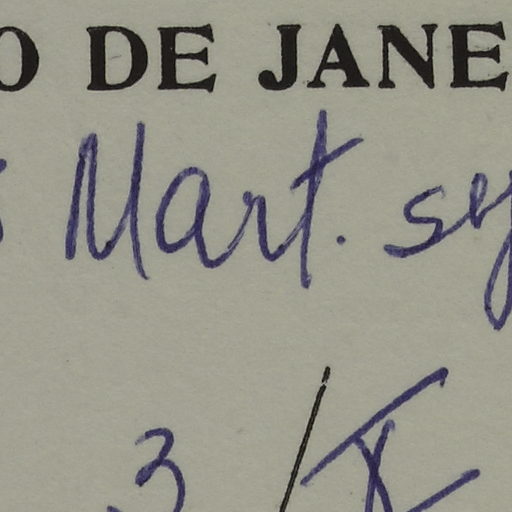 O DE JANE
Mart. sy
3 / X